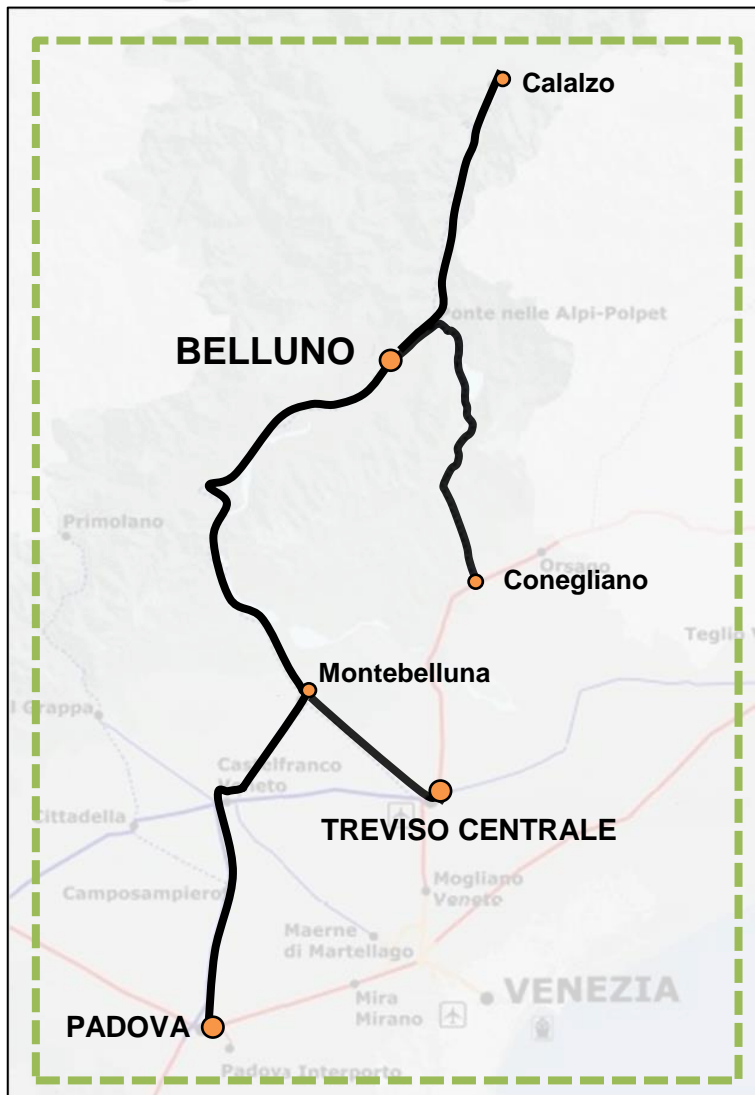 Calalzo
Ponte nelle Alpi-Polpet
BELLUNO
Primolano
Orsago
Conegliano
Teglio V
Montebelluna
l Grappa
Castelfranco
Veneto
Cittadella
TREVISO CENTRALE
Camposampiero
Mogliano
Veneto
Maerne
di Martellago
Mira
Mirano
VENEZIA
PADOVA
Padova Interporto